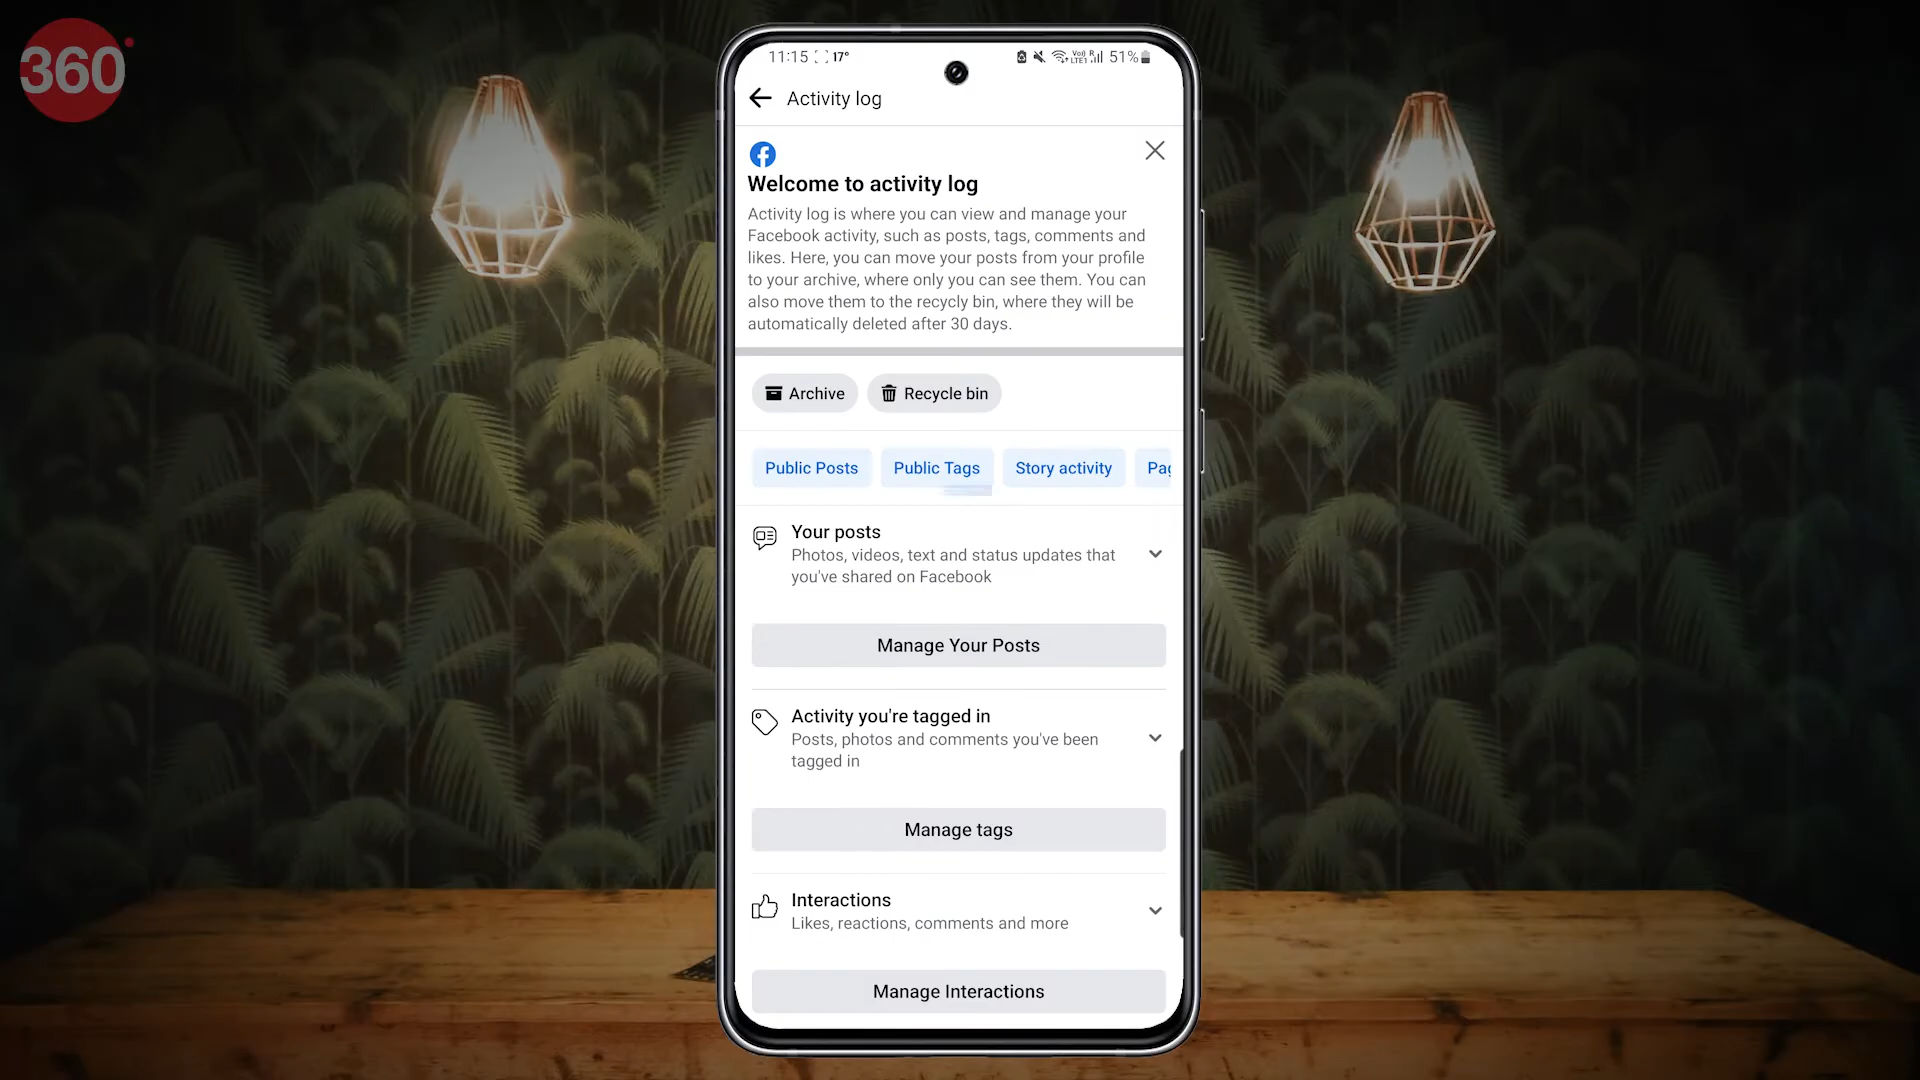 360
11:15 17°
Vo)) R
LTE1 51%
Activity log
Welcome to activity log
Activity log is where you can view and manage your
Facebook activity, such as posts, tags, comments and
likes. Here, you can move your posts from your profile
to your archive, where only you can see them. You can
also move them to the recycly bin, where they will be
automatically deleted after 30 days.
Archive Recycle bin
Public Posts Public Tags Story activity Pag
Your posts
Photos, videos, text and status updates that
you've shared on Facebook
Manage Your Posts
Activity you're tagged in
Posts, photos and comments you've been
tagged in
Manage tags
Interactions
Likes, reactions, comments and more
Manage Interactions